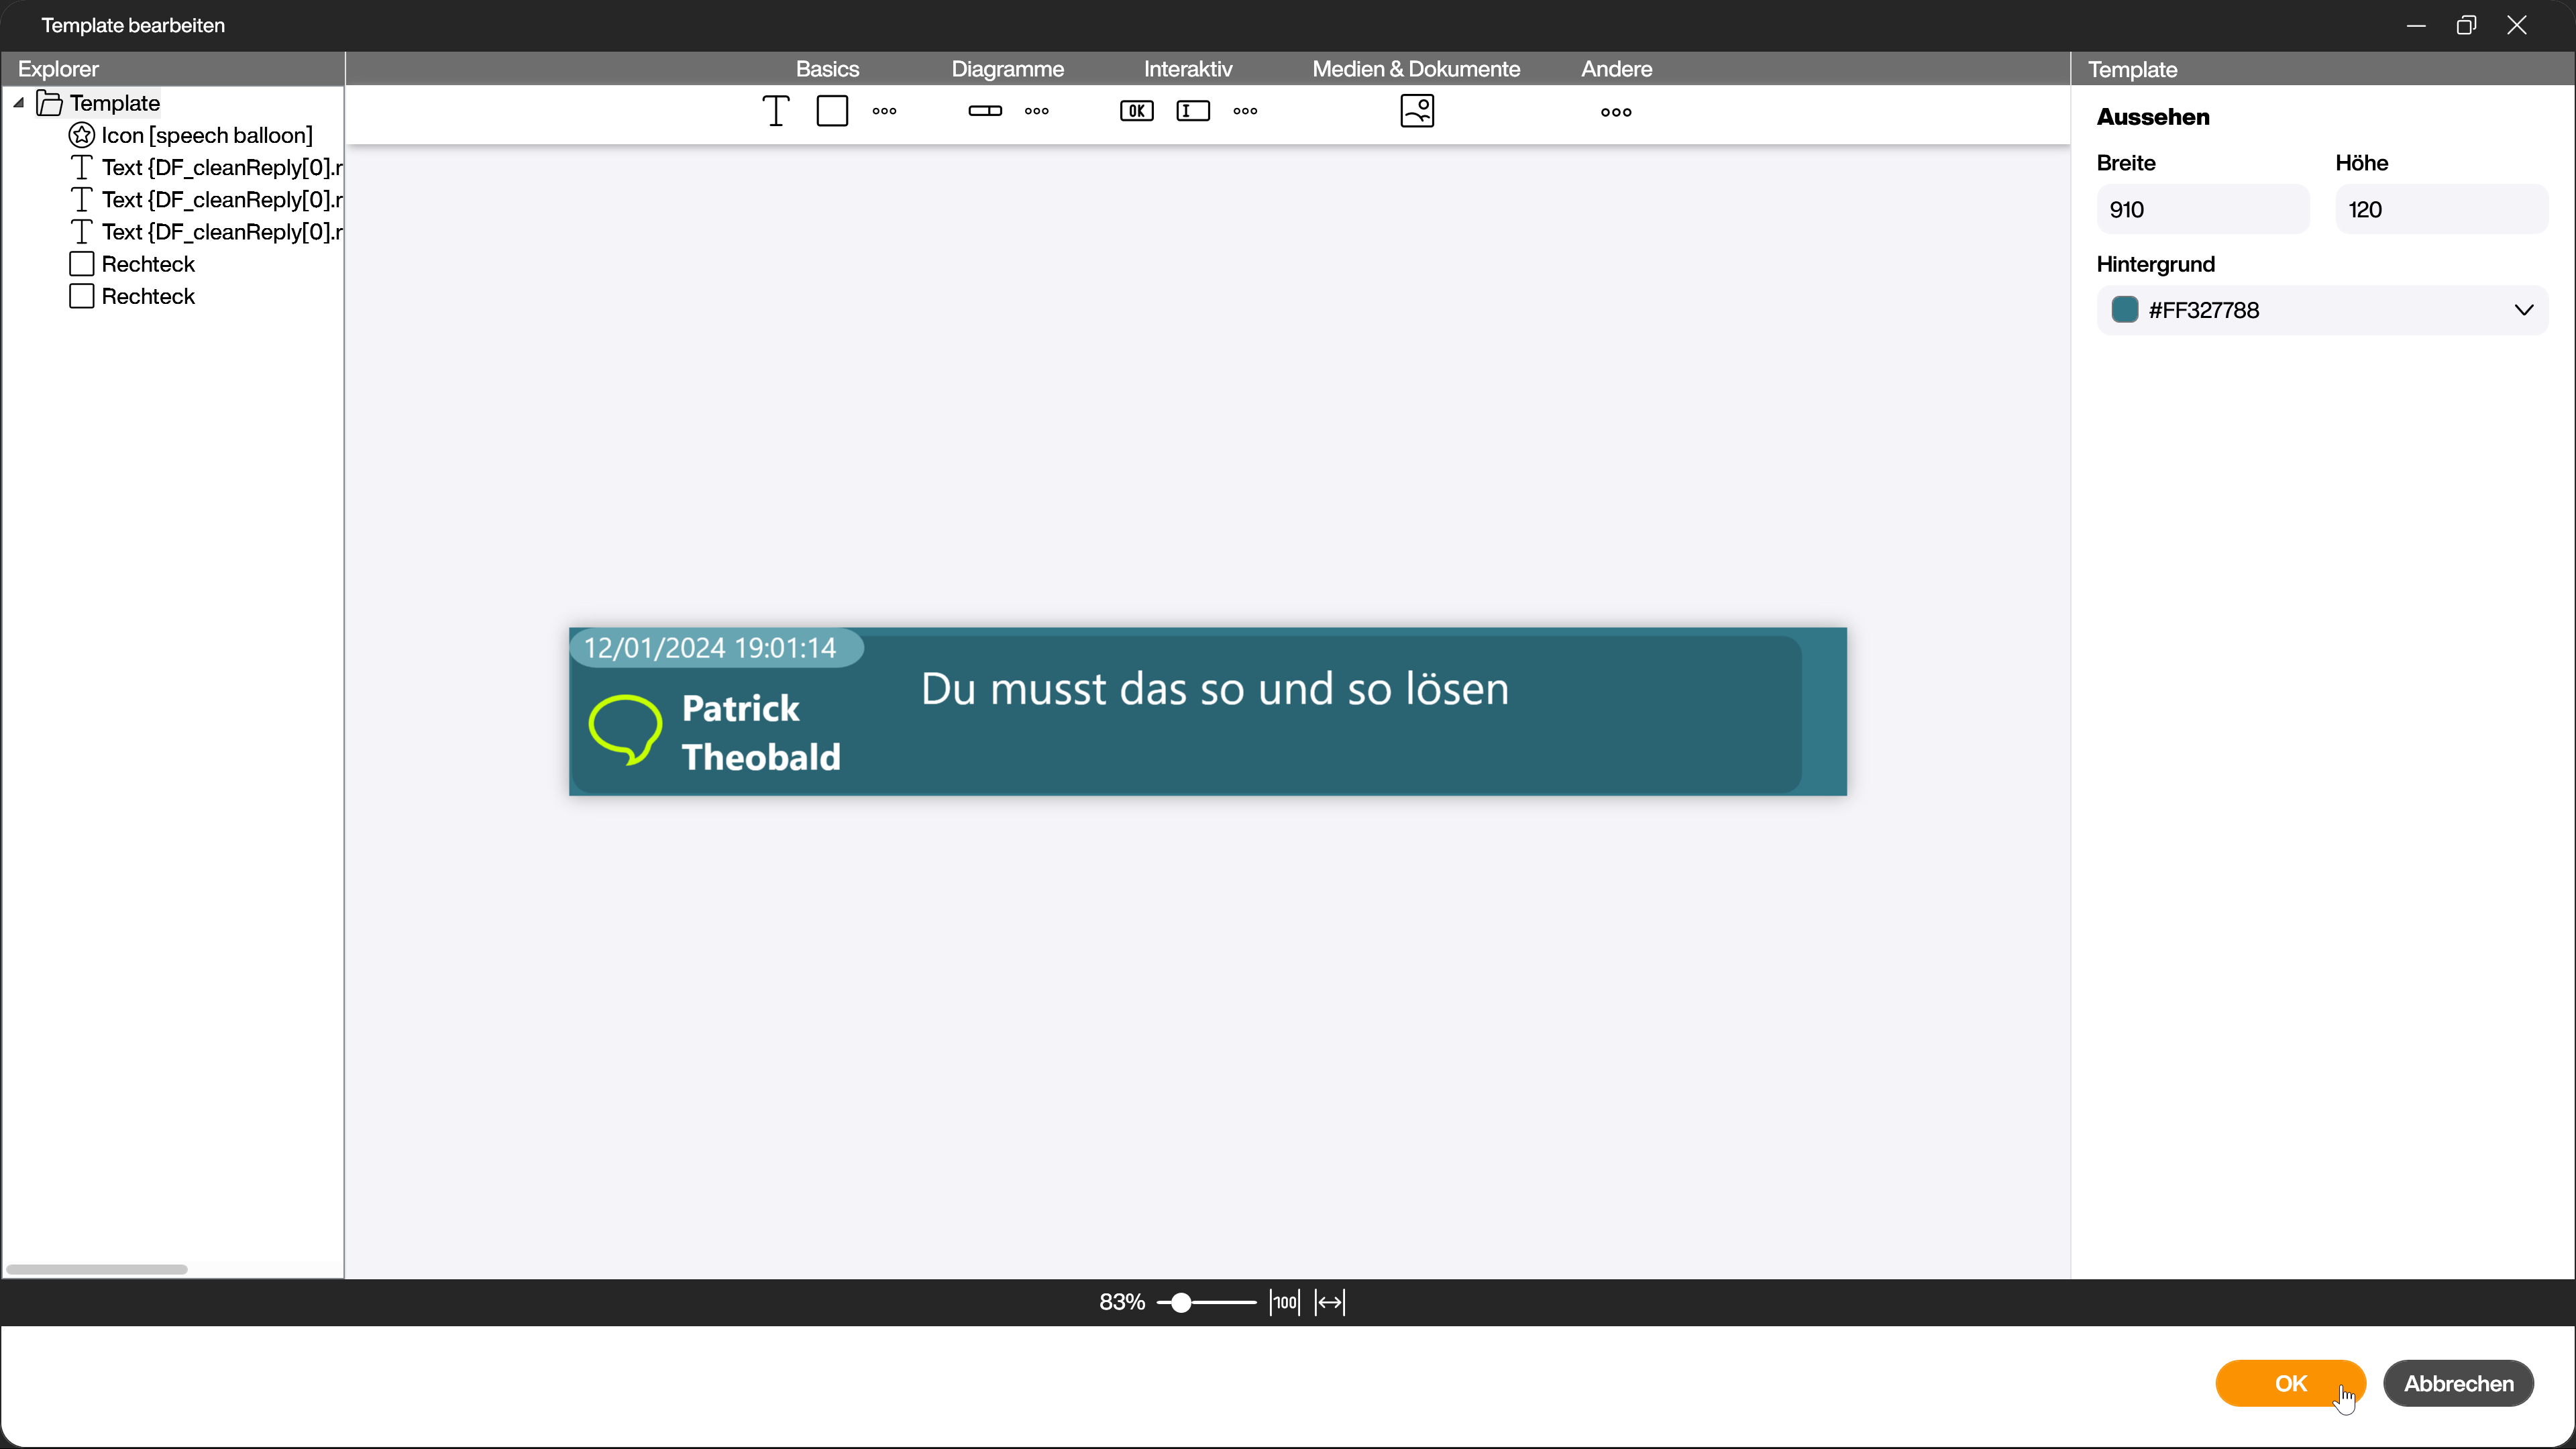 Template bearbeiten
Explorer
Basics
Diagramme
Interaktiv
Medien & Dokumente
Andere
Template
Template
Icon [speech balloon]
Text {DF_cleanReply[0].r
Text {DF_cleanReply[0].r
Text {DF_cleanReply[0].r
Rechteck
Rechteck
OK
I
12/01/2024 19:01:14
Du musst das so und so lösen
Patrick
Theobald
Aussehen
Breite
Höhe
910
120
Hintergrund
#FF327788
83%
100
OK
Abbrechen